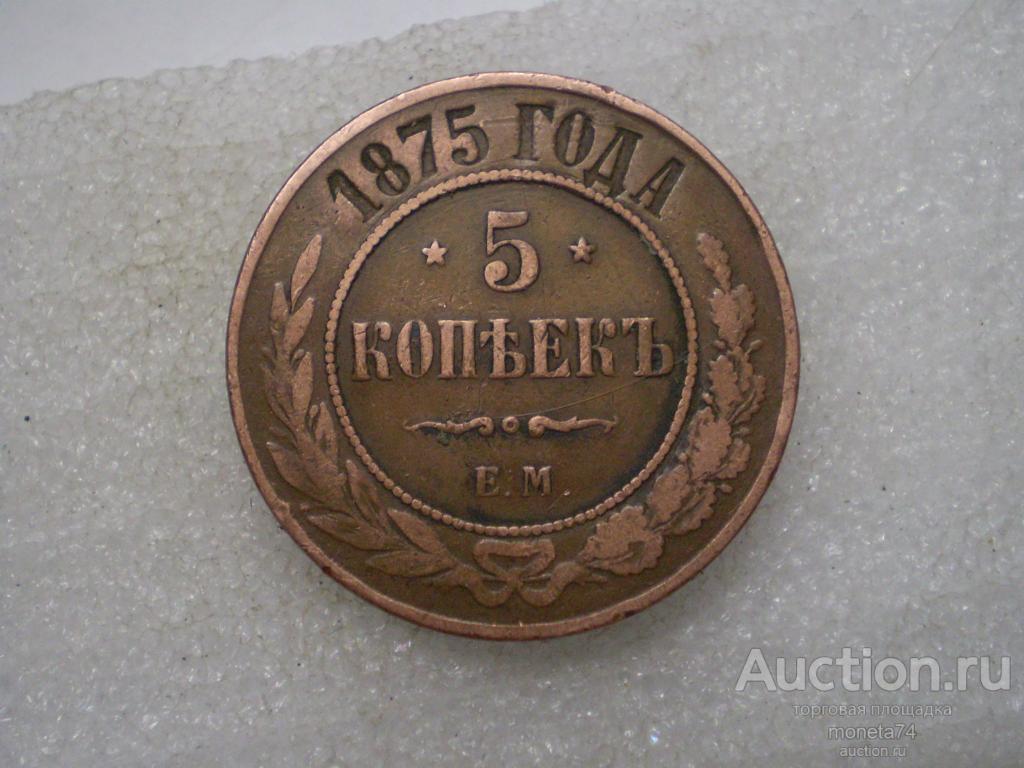 1875 ГОДА
5
КОПѢЕКЪ
Е.М.
Auction.ru
торговая площадка
moneta74
auction.ru